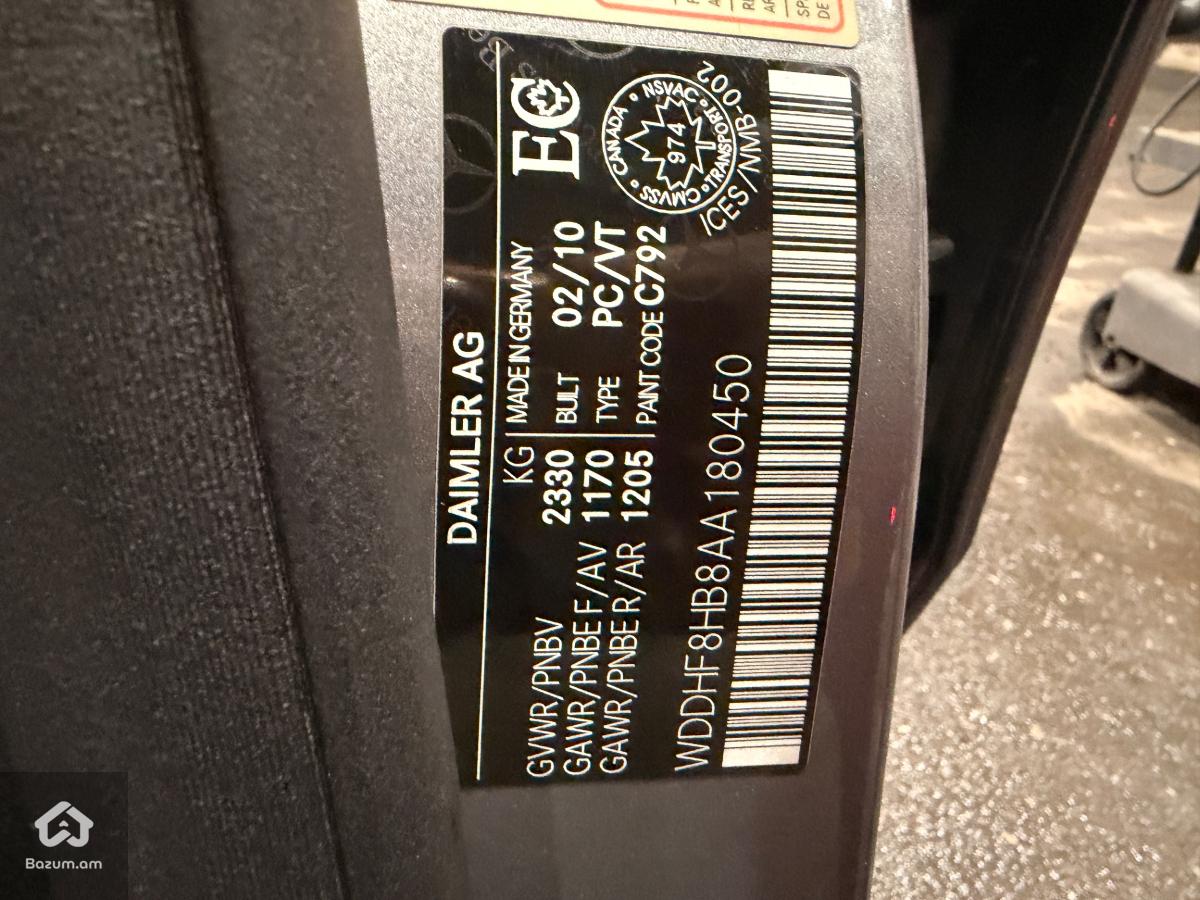 DAIMLER AG
KG MADE IN GERMANY
GVWR/PNBV 2330 BUILT 02/10
GAWR/PNBE F/AV 1170 TYPE PC/VT
GAWR/PNBE R/AR 1205 PAINT CODE C792
EC
CANADA • NSVAC • TRANSPORT • CMVSS
974
ICES/NMB-002
WDDHF8HB8AA180450
Bazum.am